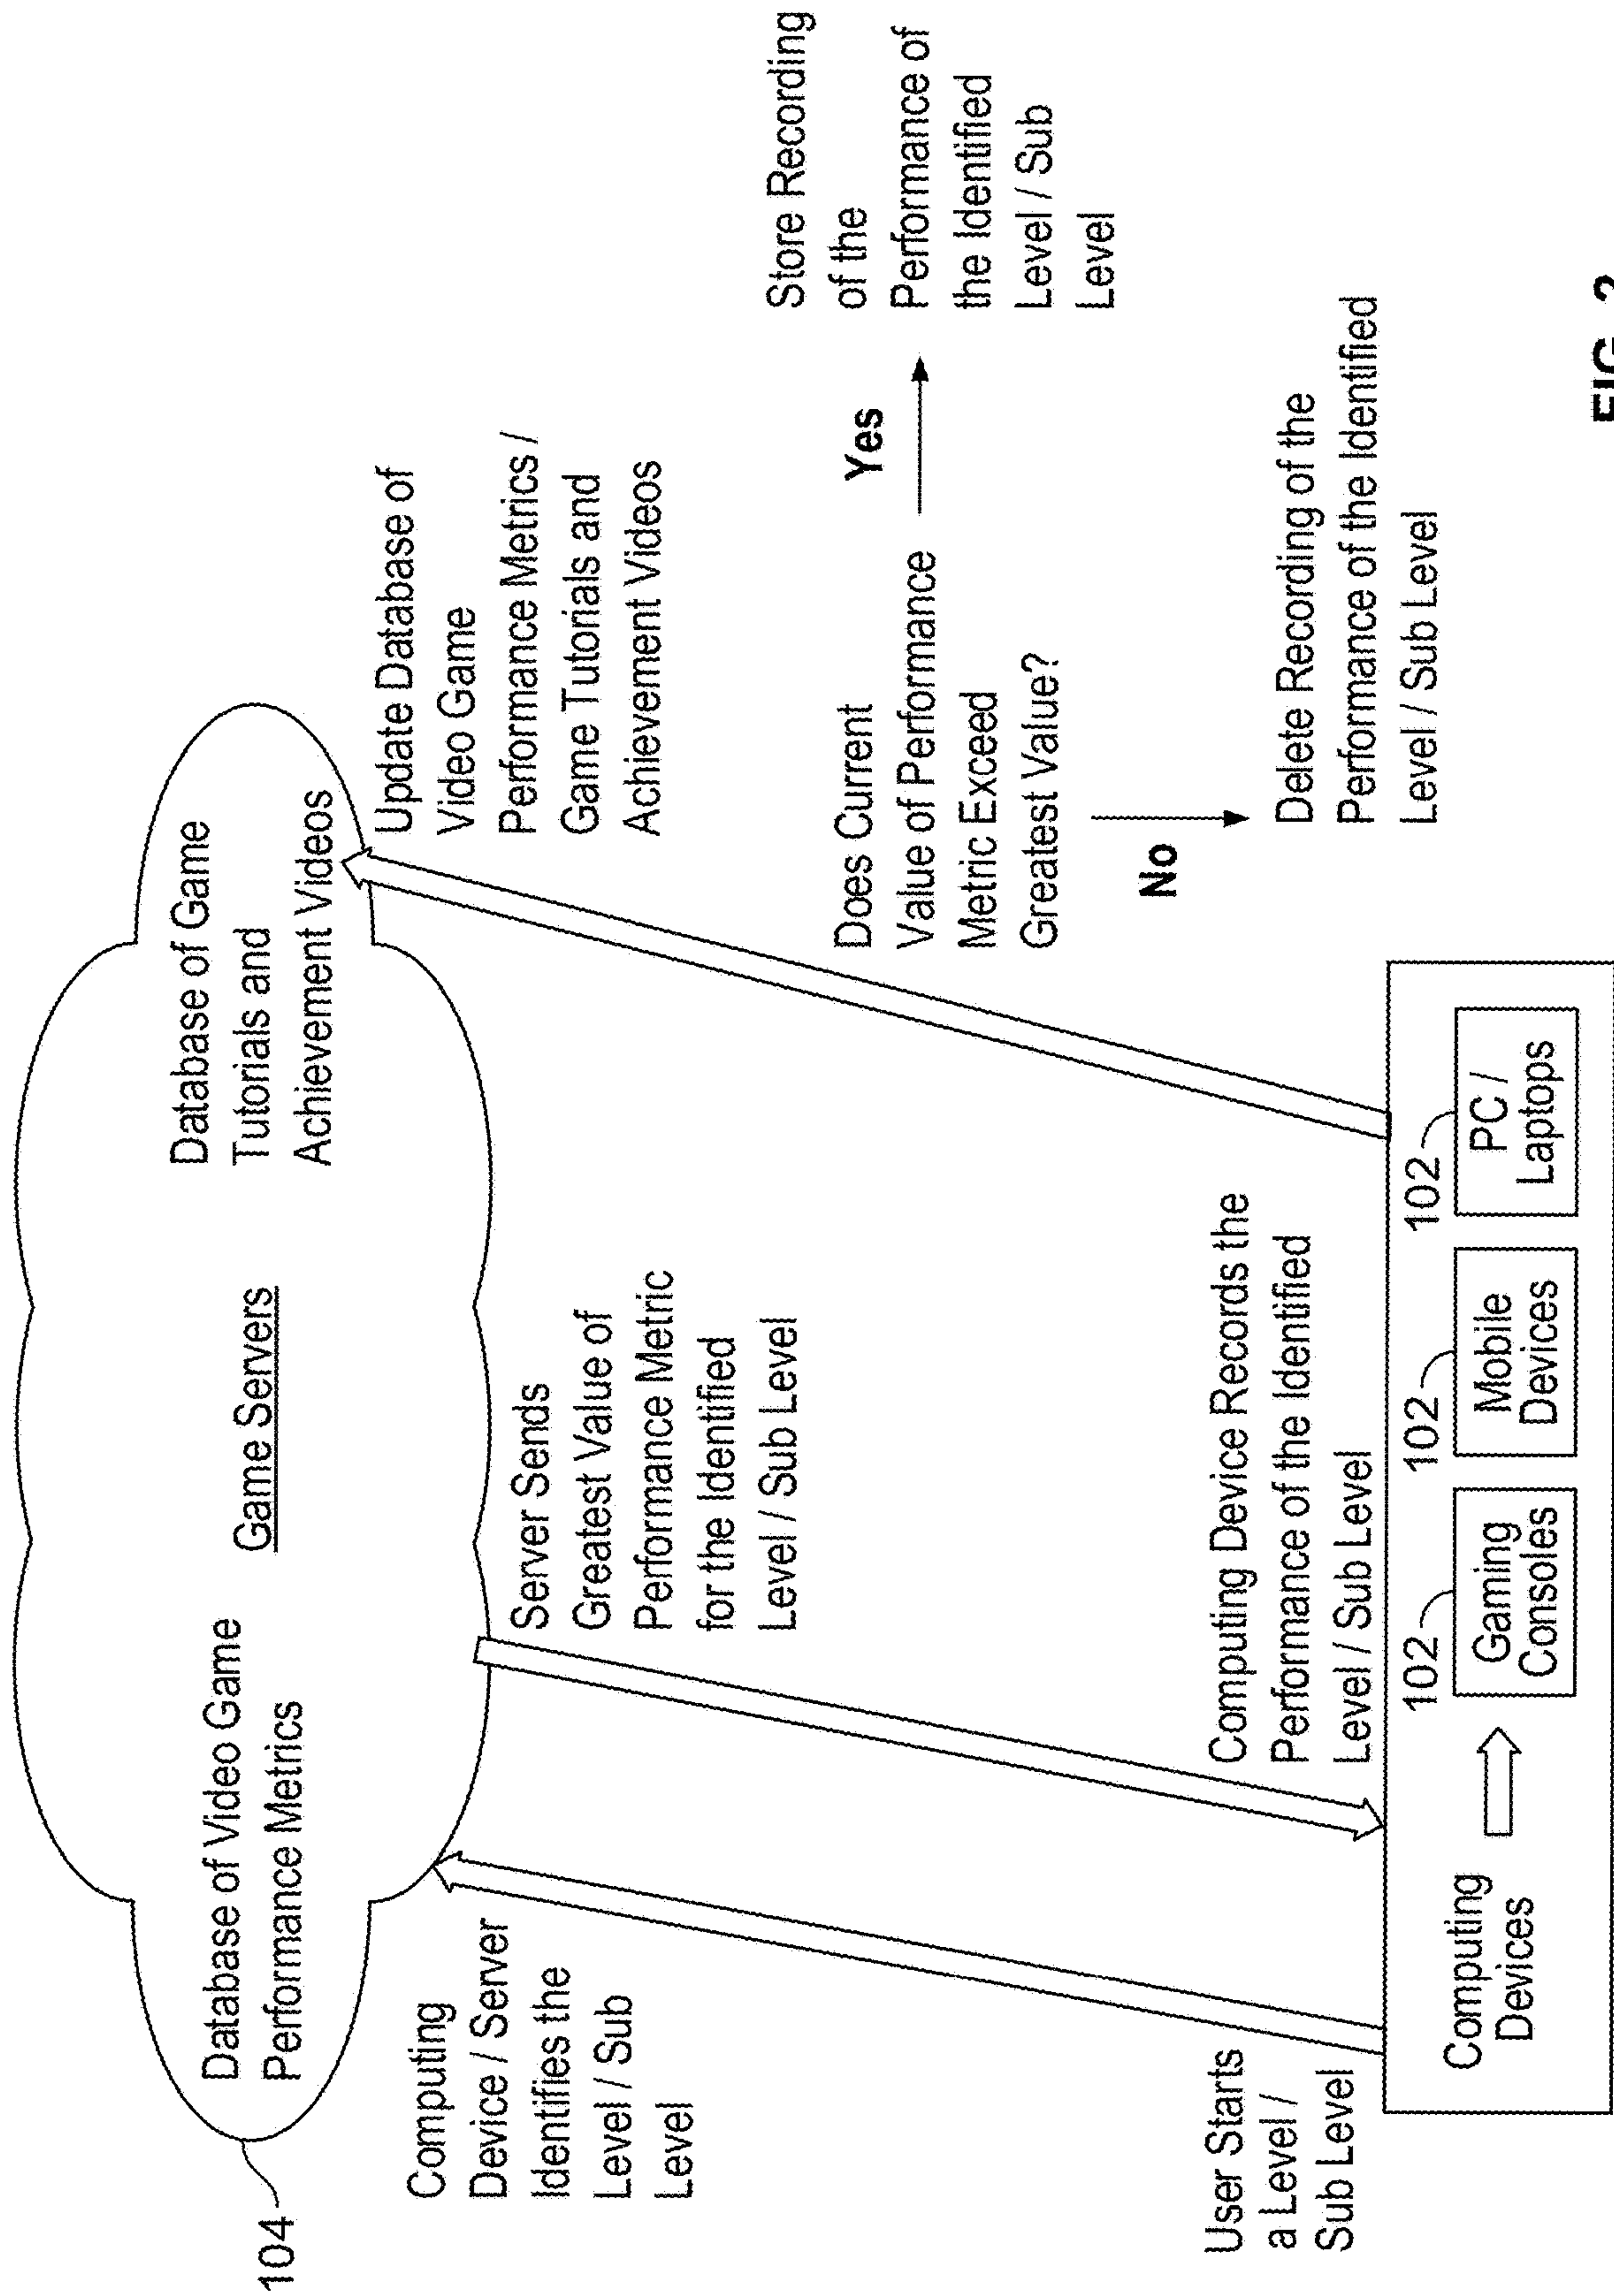 104
Database of Video Game
Performance Metrics
Game Servers
Database of Game
Tutorials and
Achievement Videos
Computing
Device / Server
Identifies the
Level / Sub
Level
Server Sends
Greatest Value of
Performance Metric
for the Identified
Level / Sub Level
Update Database of
Video Game
Performance Metrics /
Game Tutorials and
Achievement Videos
User Starts
a Level /
Sub Level
Computing Device Records the
Performance of the Identified
Level / Sub Level
Does Current
Value of Performance
Metric Exceed
Greatest Value?
Yes
Store Recording
of the
Performance of
the Identified
Level / Sub
Level
No
Delete Recording of the
Performance of the Identified
Level / Sub Level
Computing
Devices
102
Gaming
Consoles
102
Mobile
Devices
102
PC /
Laptops
FIG. 2